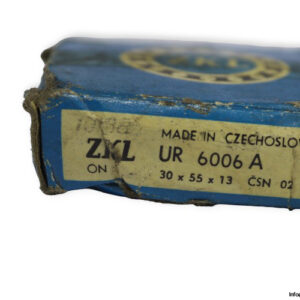 MADE IN CZECHOSLOV
ZKL UR 6006 A
ON
30 x 55 x 13 ČSN 02